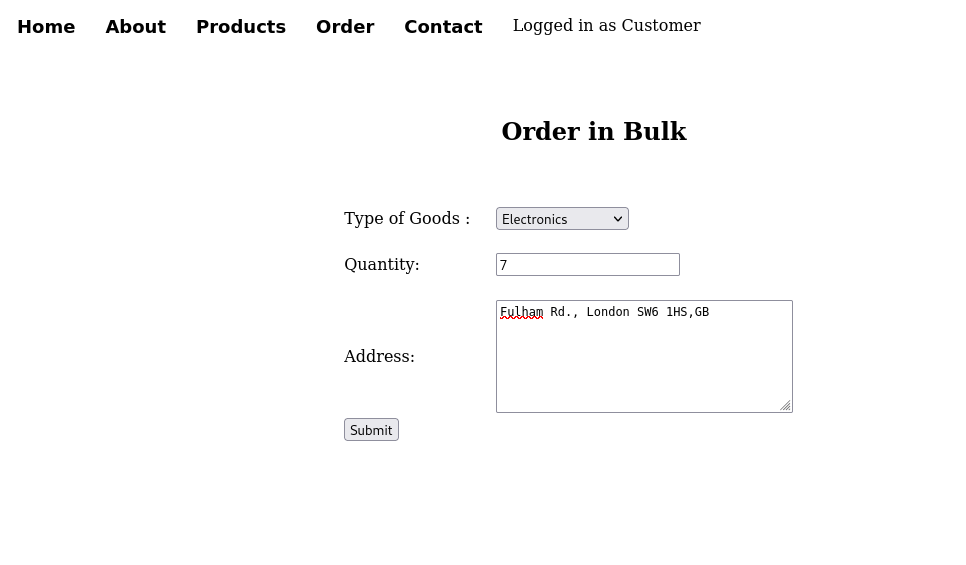 Home About Products Order Contact Logged in as Customer
Order in Bulk
Type of Goods : Electronics
Quantity: 7
Address: Fulham Rd., London SW6 1HS,GB
Submit